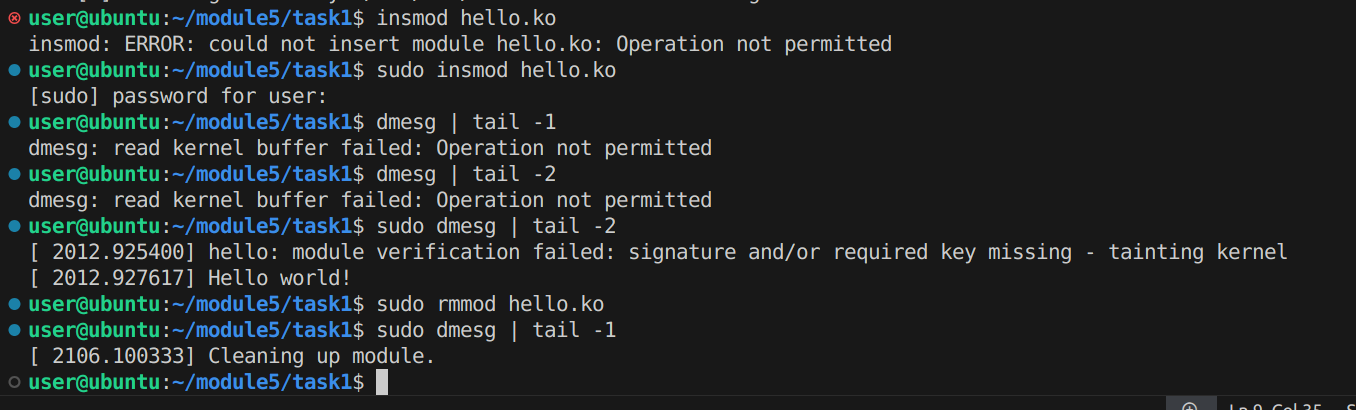 user@ubuntu:~/module5/task1$ insmod hello.ko
insmod: ERROR: could not insert module hello.ko: Operation not permitted
user@ubuntu:~/module5/task1$ sudo insmod hello.ko
[sudo] password for user:
user@ubuntu:~/module5/task1$ dmesg | tail -1
dmesg: read kernel buffer failed: Operation not permitted
user@ubuntu:~/module5/task1$ dmesg | tail -2
dmesg: read kernel buffer failed: Operation not permitted
user@ubuntu:~/module5/task1$ sudo dmesg | tail -2
[ 2012.925400] hello: module verification failed: signature and/or required key missing - tainting kernel
[ 2012.927617] Hello world!
user@ubuntu:~/module5/task1$ sudo rmmod hello.ko
user@ubuntu:~/module5/task1$ sudo dmesg | tail -1
[ 2106.100333] Cleaning up module.
user@ubuntu:~/module5/task1$